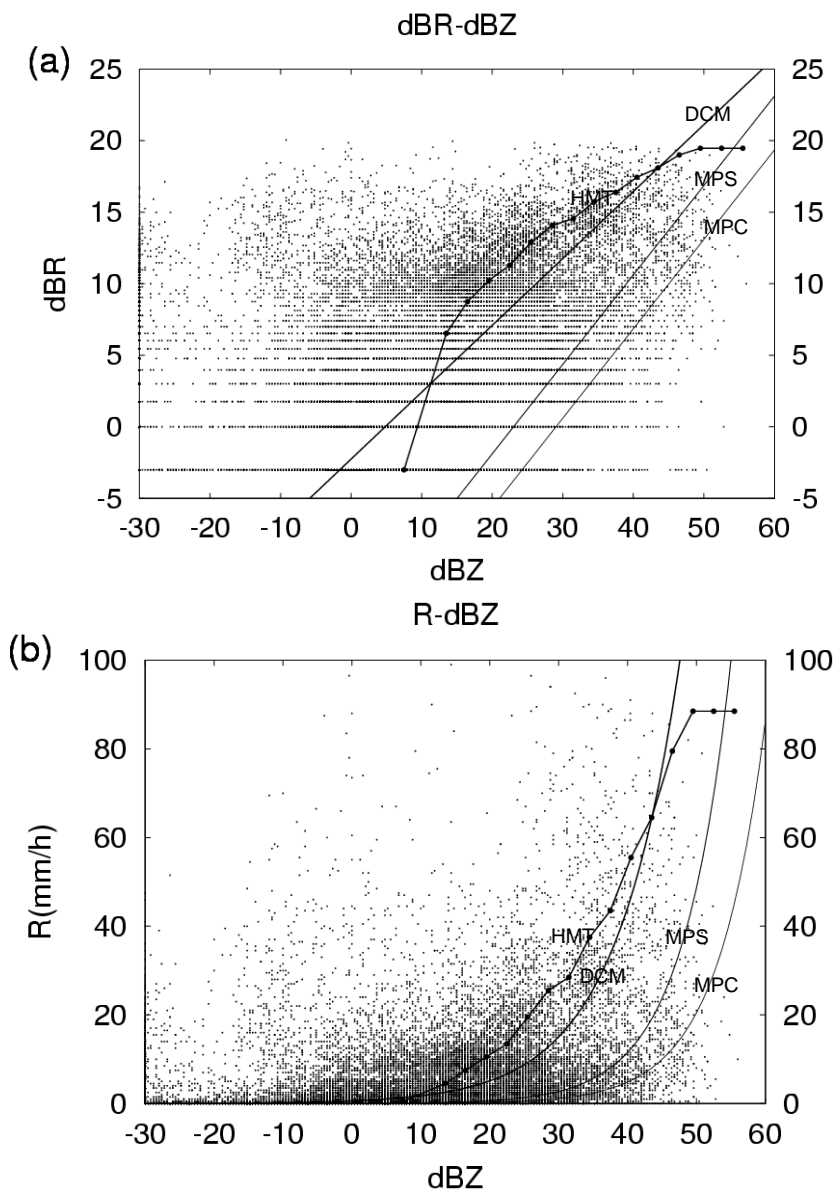 dBR-dBZ
(a)
25 25
DCM
20 20
MPS
HMT
15 15
MPC
dBR
10 10
5 5
0 0
-5 -5
-30 -20 -10 0 10 20 30 40 50 60
dBZ
R-dBZ
(b)
100 100
80 80
R(mm/h)
60 60
40 40
HMT MPS
DCM
MPC
20 20
0 0
-30 -20 -10 0 10 20 30 40 50 60
dBZ